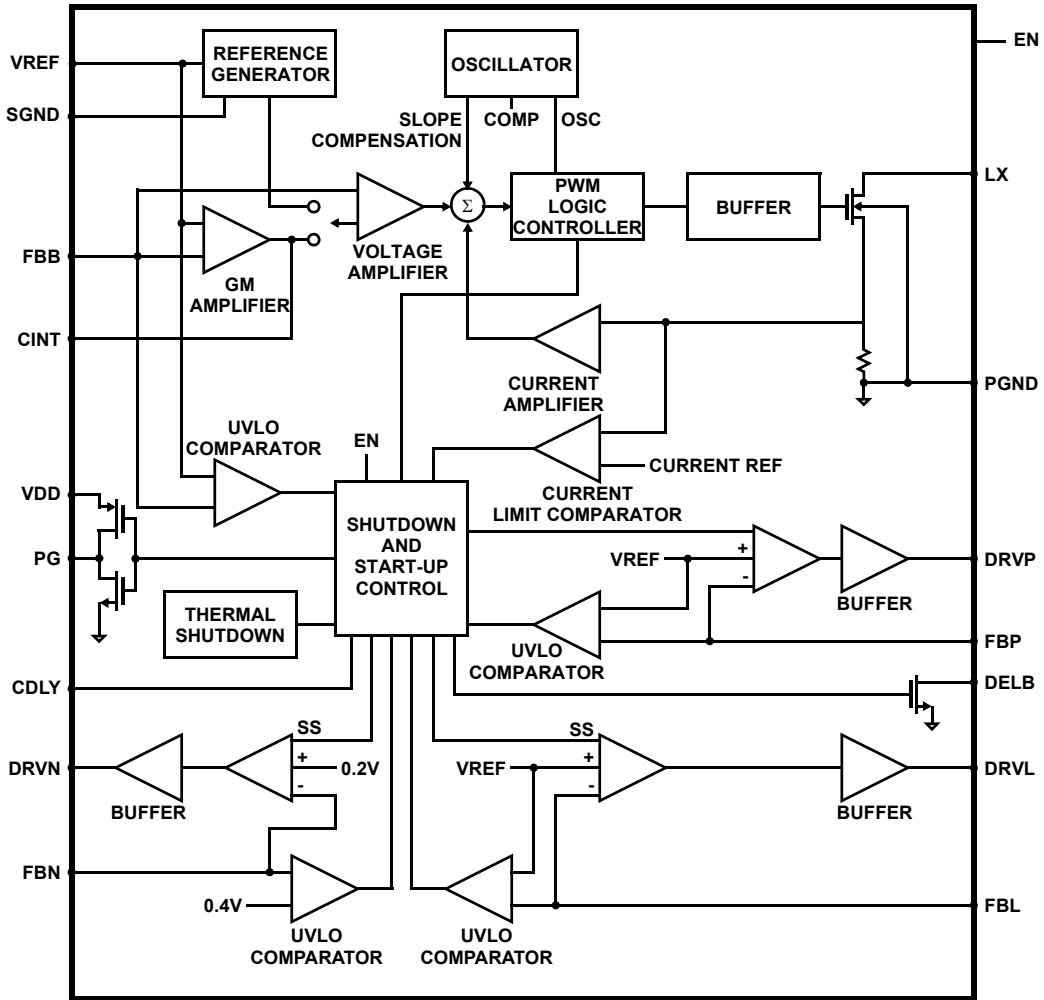 EN
VREF
REFERENCE
GENERATOR
OSCILLATOR
SGND
SLOPE
COMPENSATION
COMP
OSC
LX
PWM
LOGIC
CONTROLLER
BUFFER
Σ
FBB
GM
AMPLIFIER
VOLTAGE
AMPLIFIER
CINT
CURRENT
AMPLIFIER
PGND
UVLO
COMPARATOR
EN
CURRENT REF
CURRENT
LIMIT COMPARATOR
VDD
SHUTDOWN
AND
START-UP
CONTROL
PG
VREF
+
-
BUFFER
DRVP
THERMAL
SHUTDOWN
UVLO
COMPARATOR
FBP
CDLY
DELB
SS
+
-
0.2V
DRVN
BUFFER
SS
VREF
+
-
BUFFER
DRVL
FBN
0.4V
UVLO
COMPARATOR
UVLO
COMPARATOR
FBL